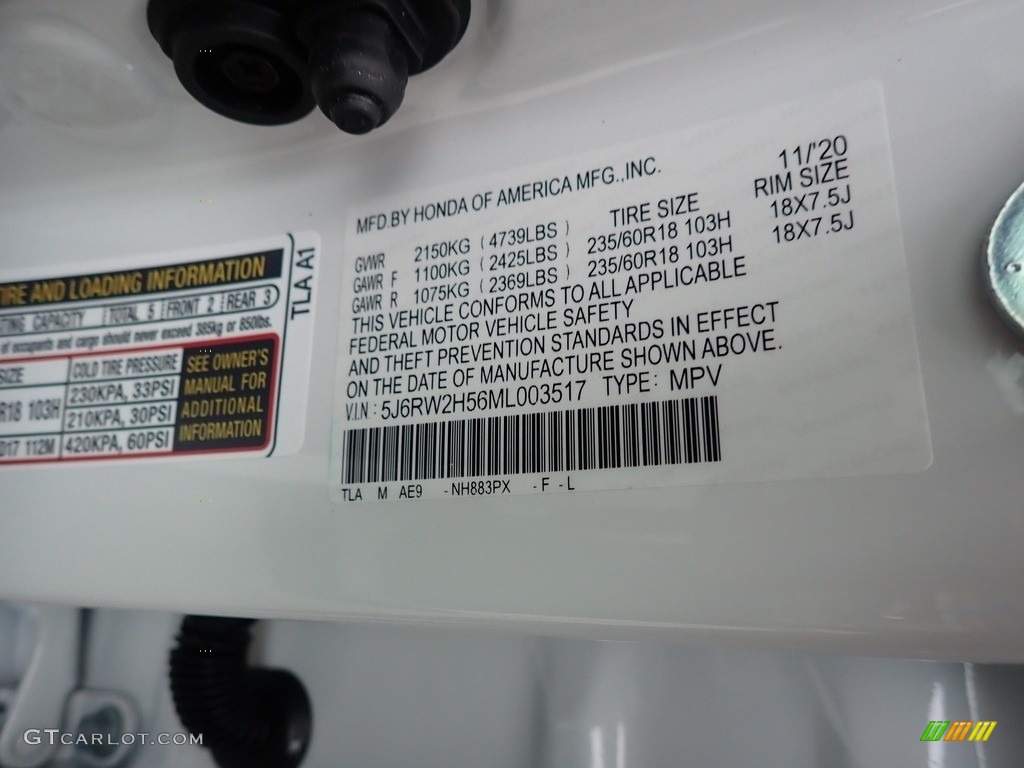 TIRE AND LOADING INFORMATION
CAPACITY TOTAL 5 FRONT 2 REAR 3
of occupants and cargo should never exceed 385kg or 850lbs.
SIZE COLD TIRE PRESSURE
R18 103H 230KPA, 33PSI
210KPA, 30PSI
D17 112M 420KPA, 60PSI
SEE OWNER'S
MANUAL FOR
ADDITIONAL
INFORMATION
TLA A1
MFD.BY HONDA OF AMERICA MFG.,INC. 11/'20
TIRE SIZE RIM SIZE
GVWR 2150KG (4739LBS)
GAWR F 1100KG (2425LBS) 235/60R18 103H 18X7.5J
GAWR R 1075KG (2369LBS) 235/60R18 103H 18X7.5J
THIS VEHICLE CONFORMS TO ALL APPLICABLE
FEDERAL MOTOR VEHICLE SAFETY
AND THEFT PREVENTION STANDARDS IN EFFECT
ON THE DATE OF MANUFACTURE SHOWN ABOVE.
V.I.N: 5J6RW2H56ML003517 TYPE: MPV
TLA M AE9 -NH883PX -F -L
GTCARLOT.COM